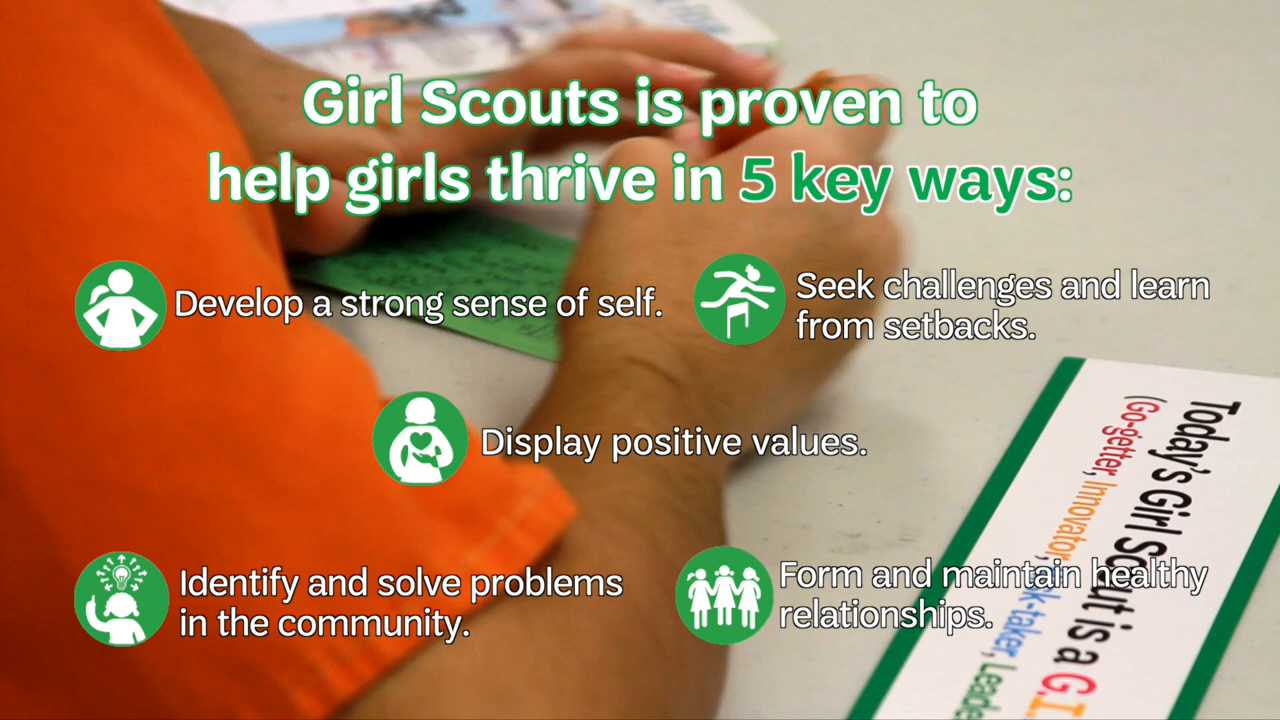 Girl Scouts is proven to
help girls thrive in 5 key ways:
Develop a strong sense of self.
Seek challenges and learn
from setbacks.
Display positive values.
Identify and solve problems
in the community.
Form and maintain healthy
relationships.
Today's Girl Scout is a G.I.
(Go-getter, Innovator,